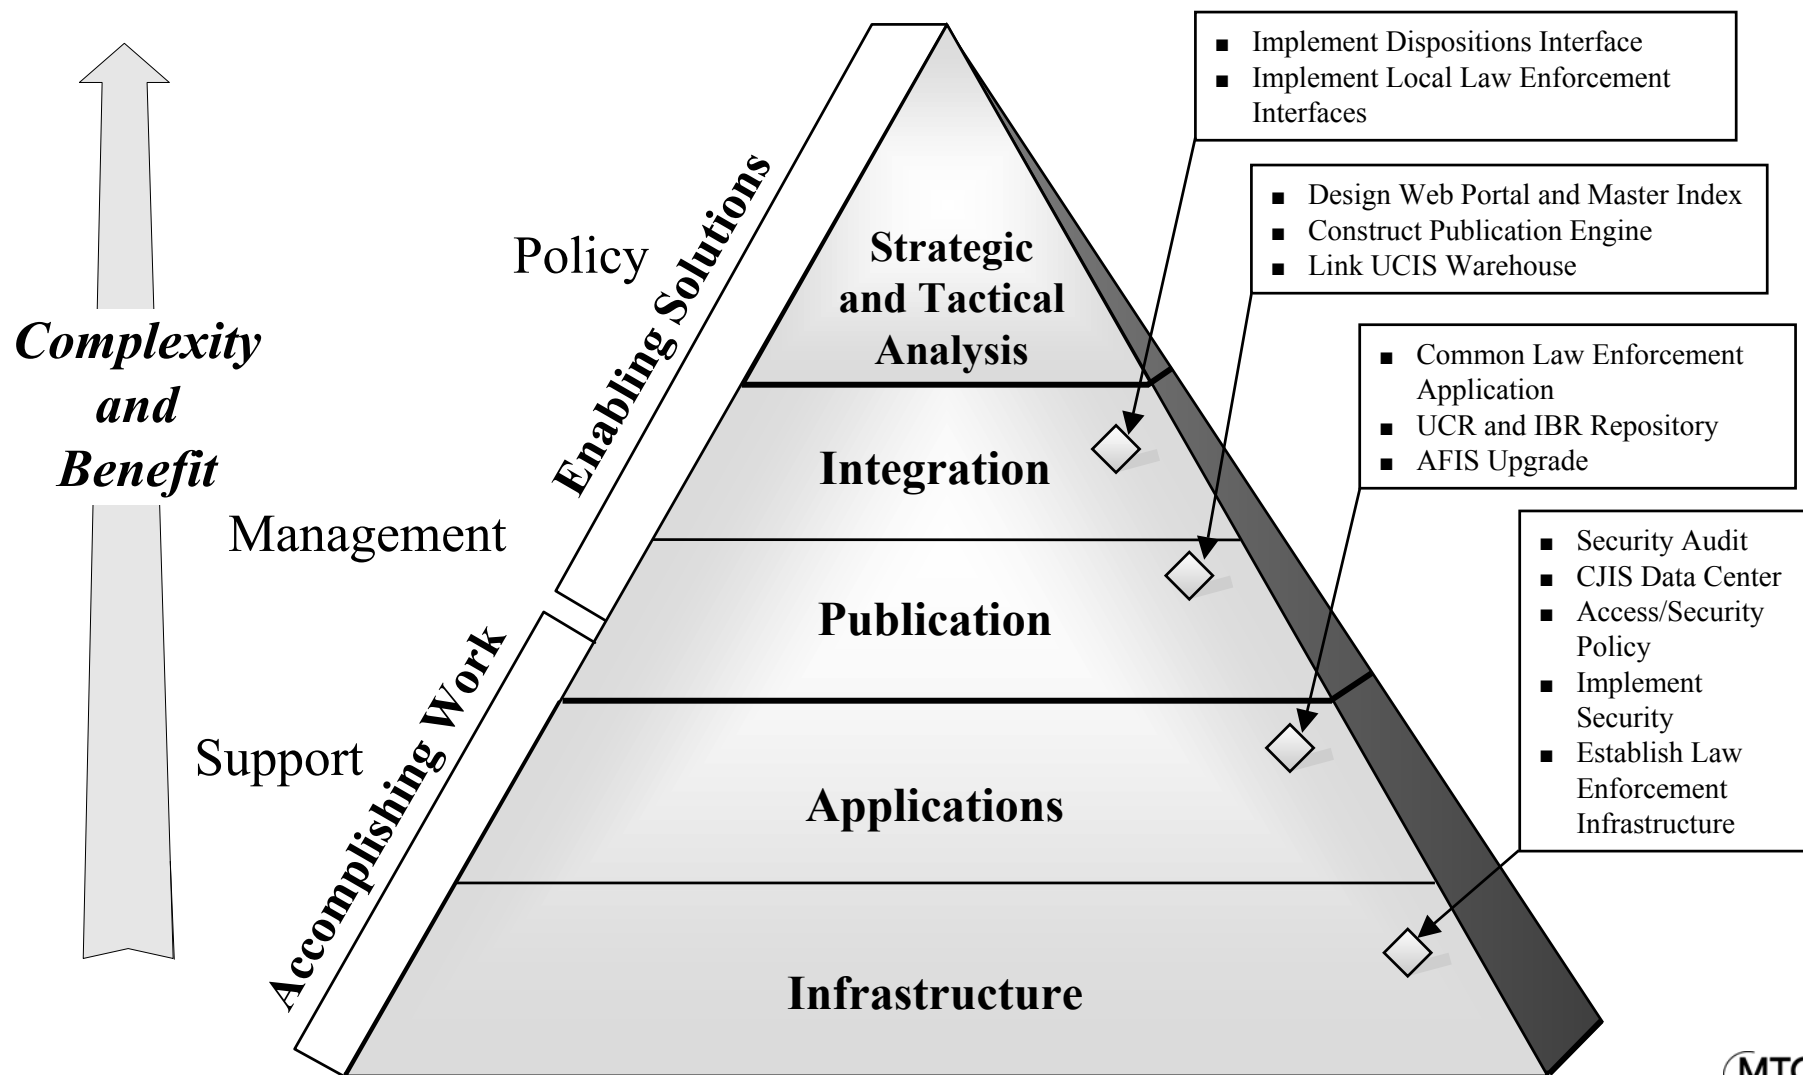 Complexity
and
Benefit
Policy
Management
Support
Enabling Solutions
Accomplishing Work
Strategic
and Tactical
Analysis
Integration
Publication
Applications
Infrastructure
■ Implement Dispositions Interface
■ Implement Local Law Enforcement
Interfaces
■ Design Web Portal and Master Index
■ Construct Publication Engine
■ Link UCIS Warehouse
■ Common Law Enforcement
Application
■ UCR and IBR Repository
■ AFIS Upgrade
■ Security Audit
■ CJIS Data Center
■ Access/Security
Policy
■ Implement
Security
■ Establish Law
Enforcement
Infrastructure